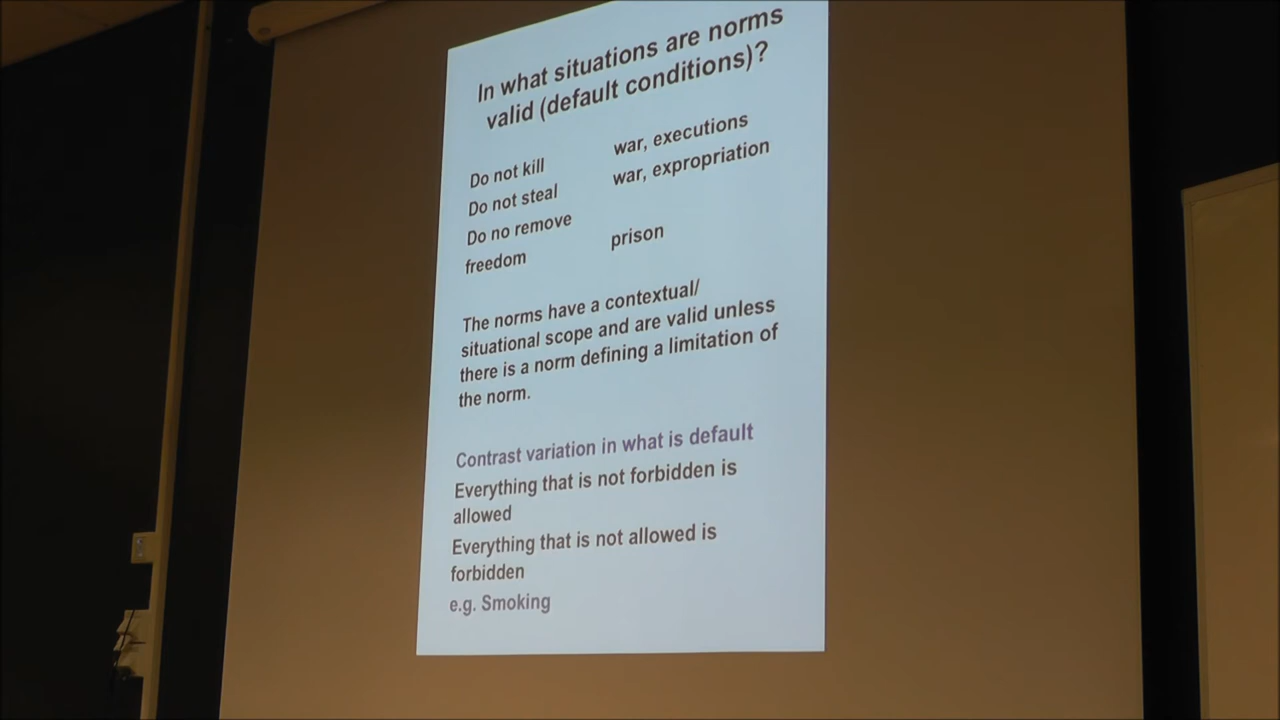 In what situations are norms
valid (default conditions)?
Do not kill war, executions
Do not steal war, expropriation
Do no remove
freedom prison
The norms have a contextual/
situational scope and are valid unless
there is a norm defining a limitation of
the norm.
Contrast variation in what is default
Everything that is not forbidden is
allowed
Everything that is not allowed is
forbidden
e.g. Smoking